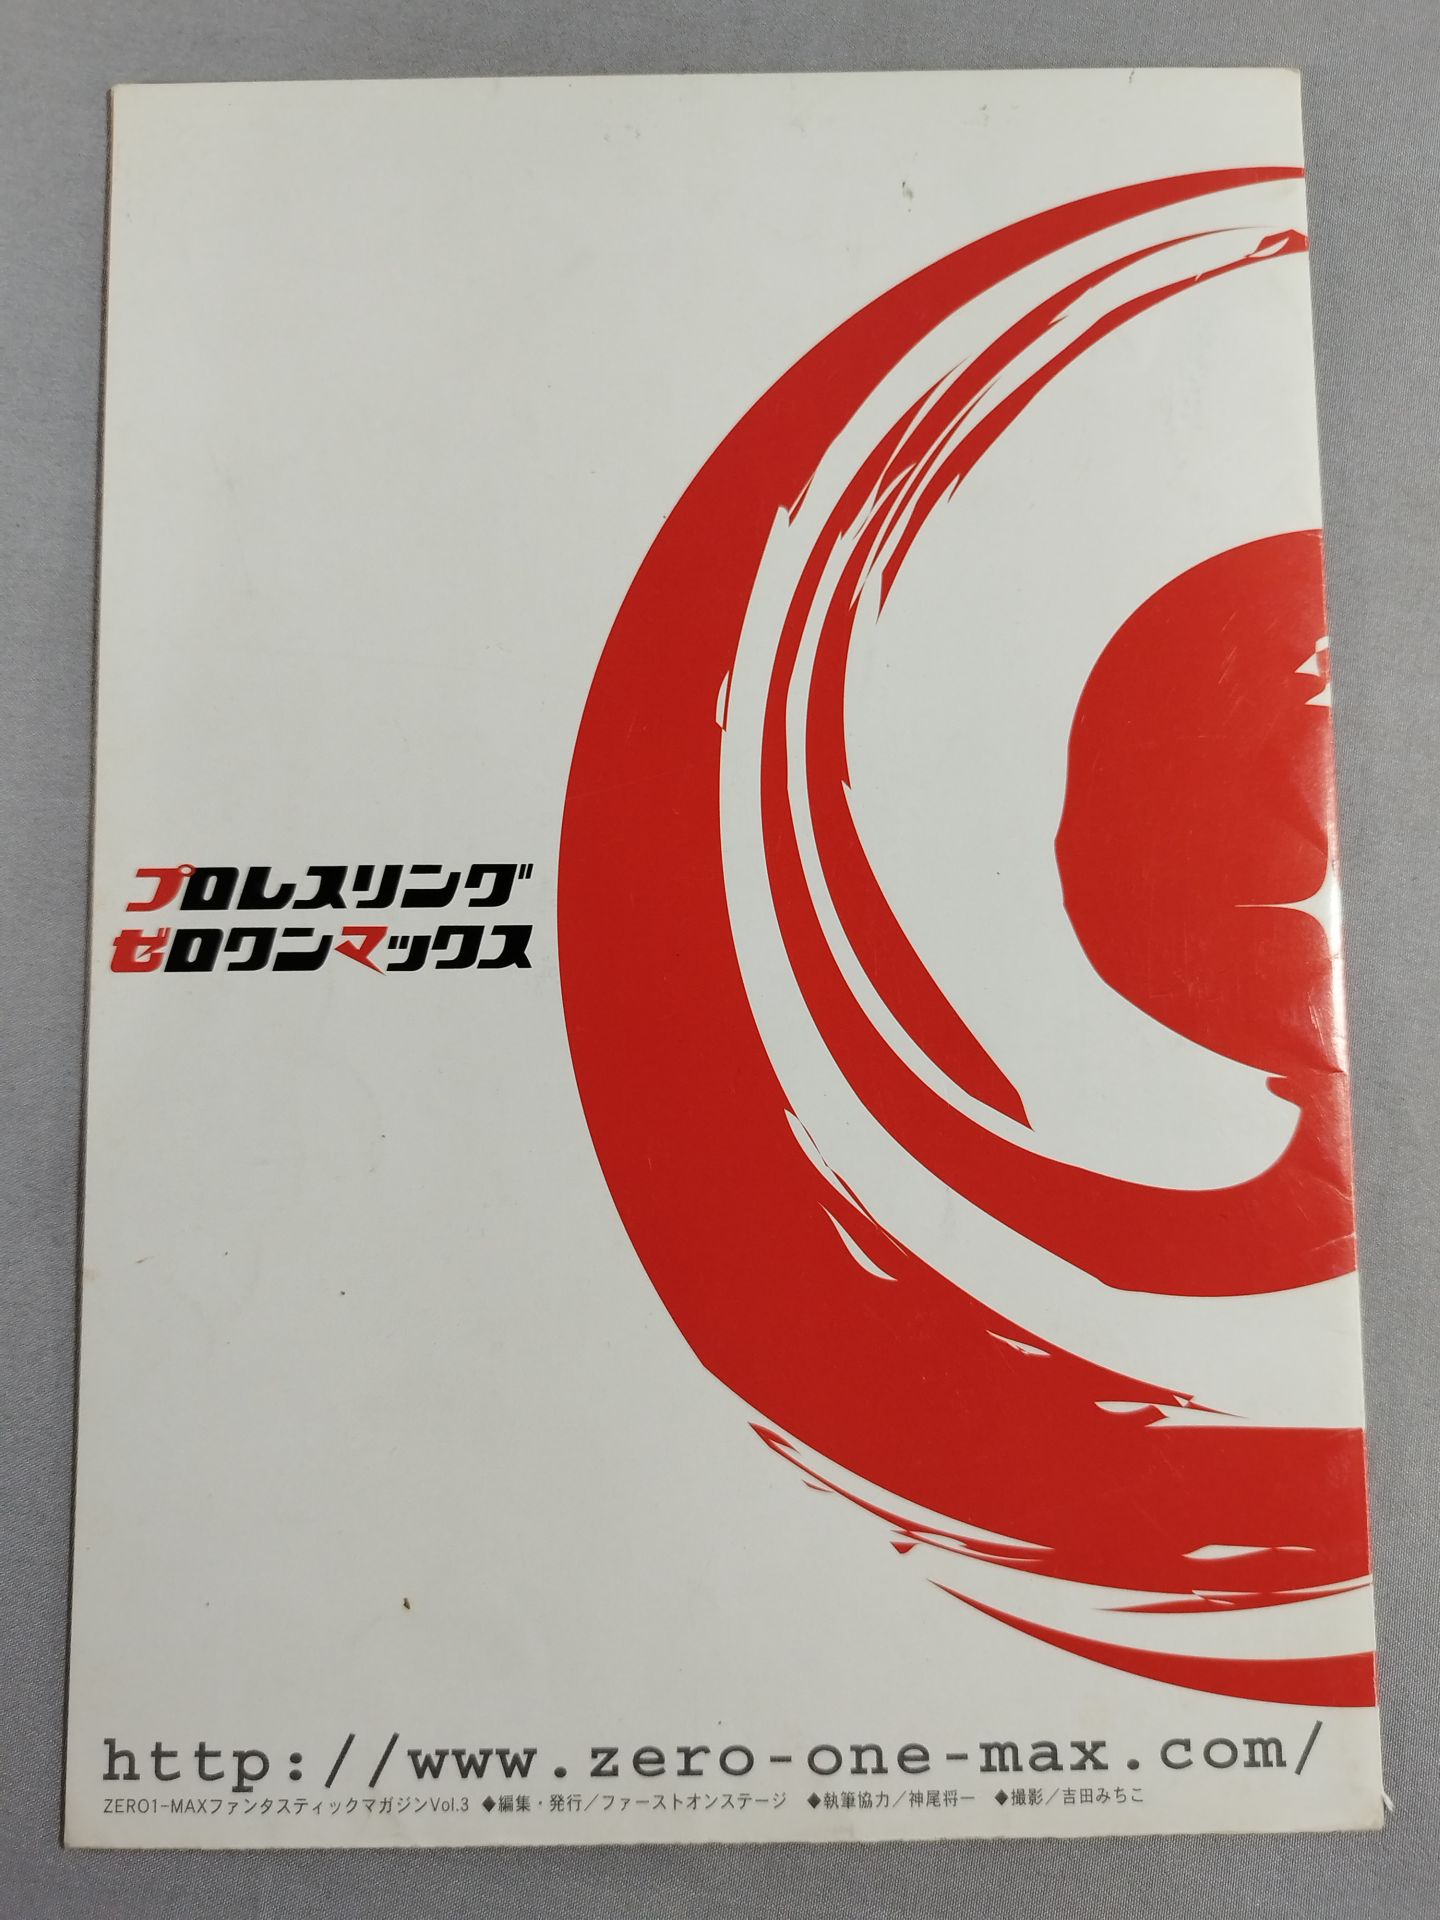 プロレスリング
ゼロワンマックス
http://www.zero-one-max.com/
ZERO1-MAXファンタスティックマガジンVol.3 ◆編集・発行／ファーストオンステージ ◆執筆協力／神尾将一 ◆撮影／吉田みちこ